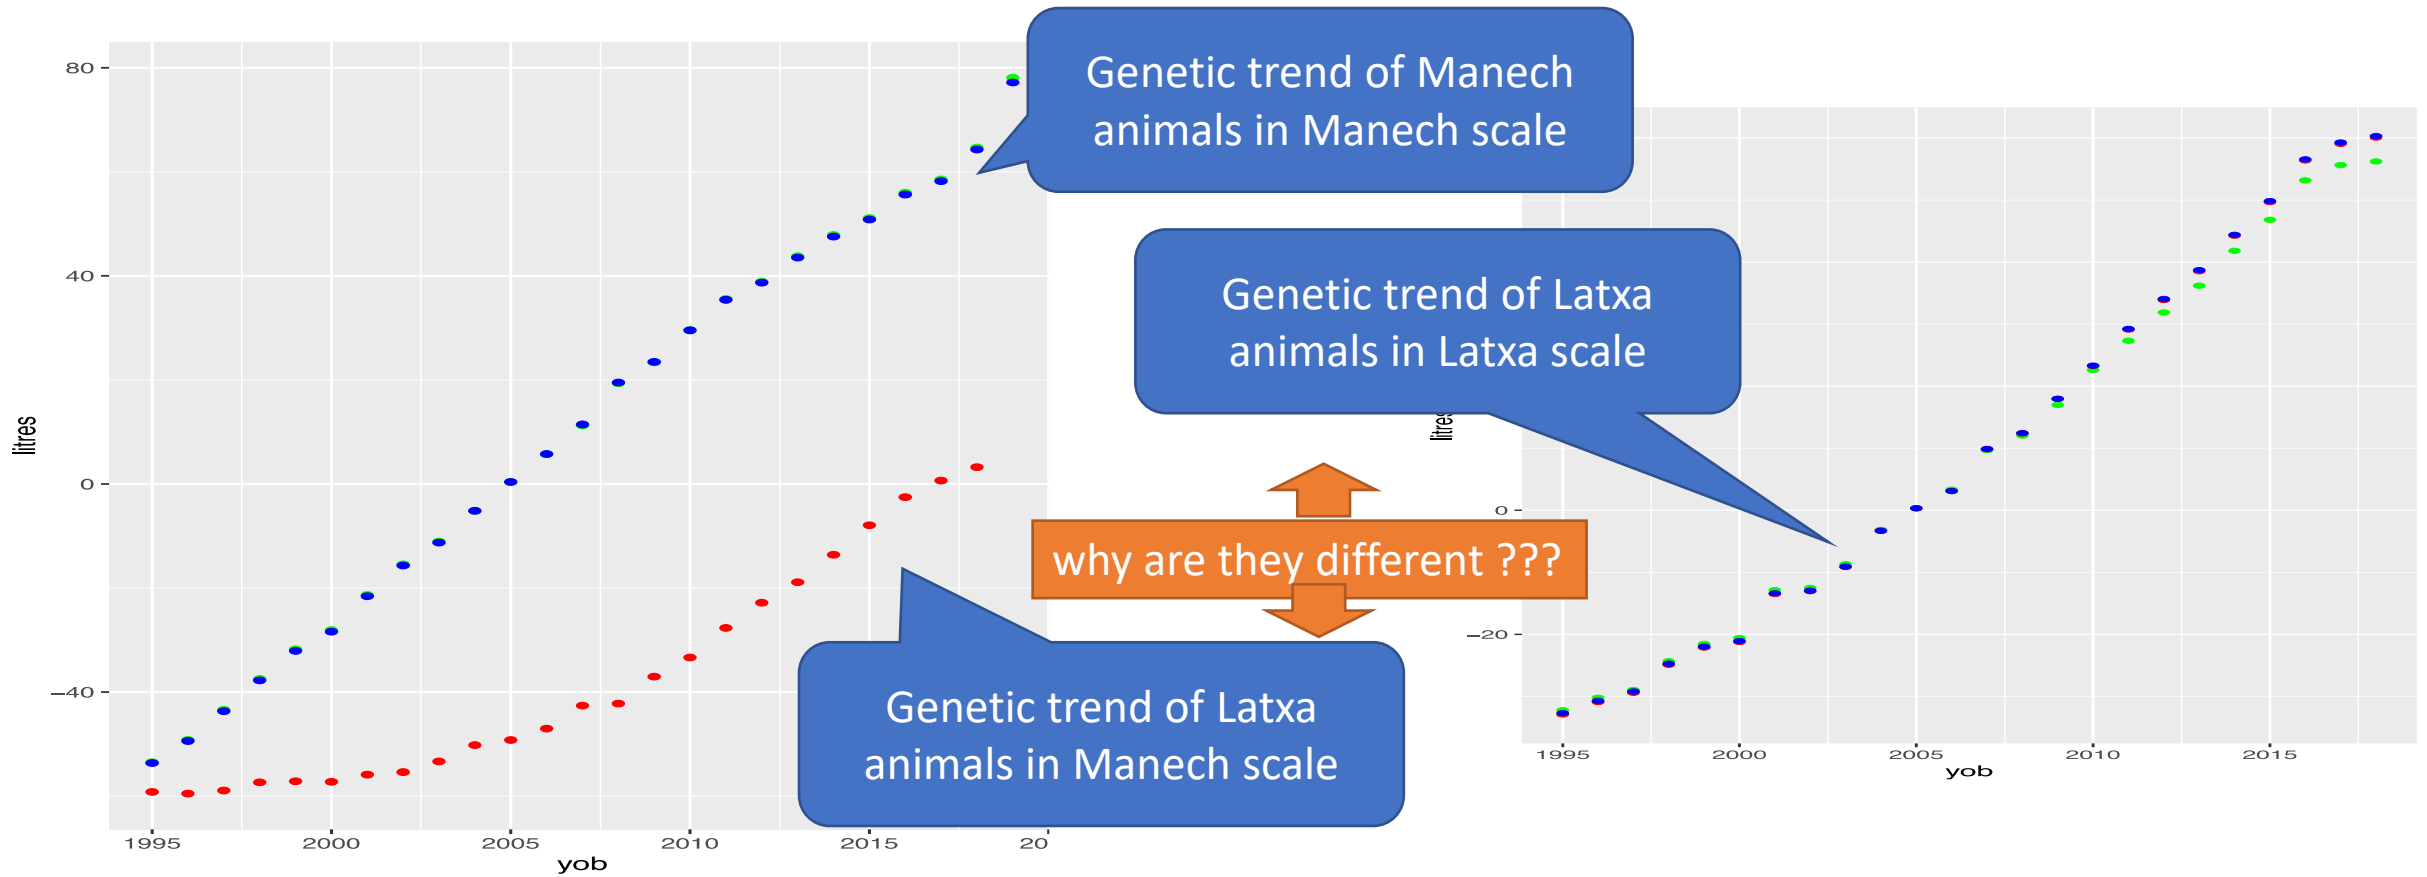 80
40
0
−40
litres
1995
2000
2005
2010
2015
20
yob
Genetic trend of Manech
animals in Manech scale
Genetic trend of Latxa
animals in Latxa scale
why are they different ???
Genetic trend of Latxa
animals in Manech scale
litres
0
−20
1995
2000
2005
2010
2015
yob